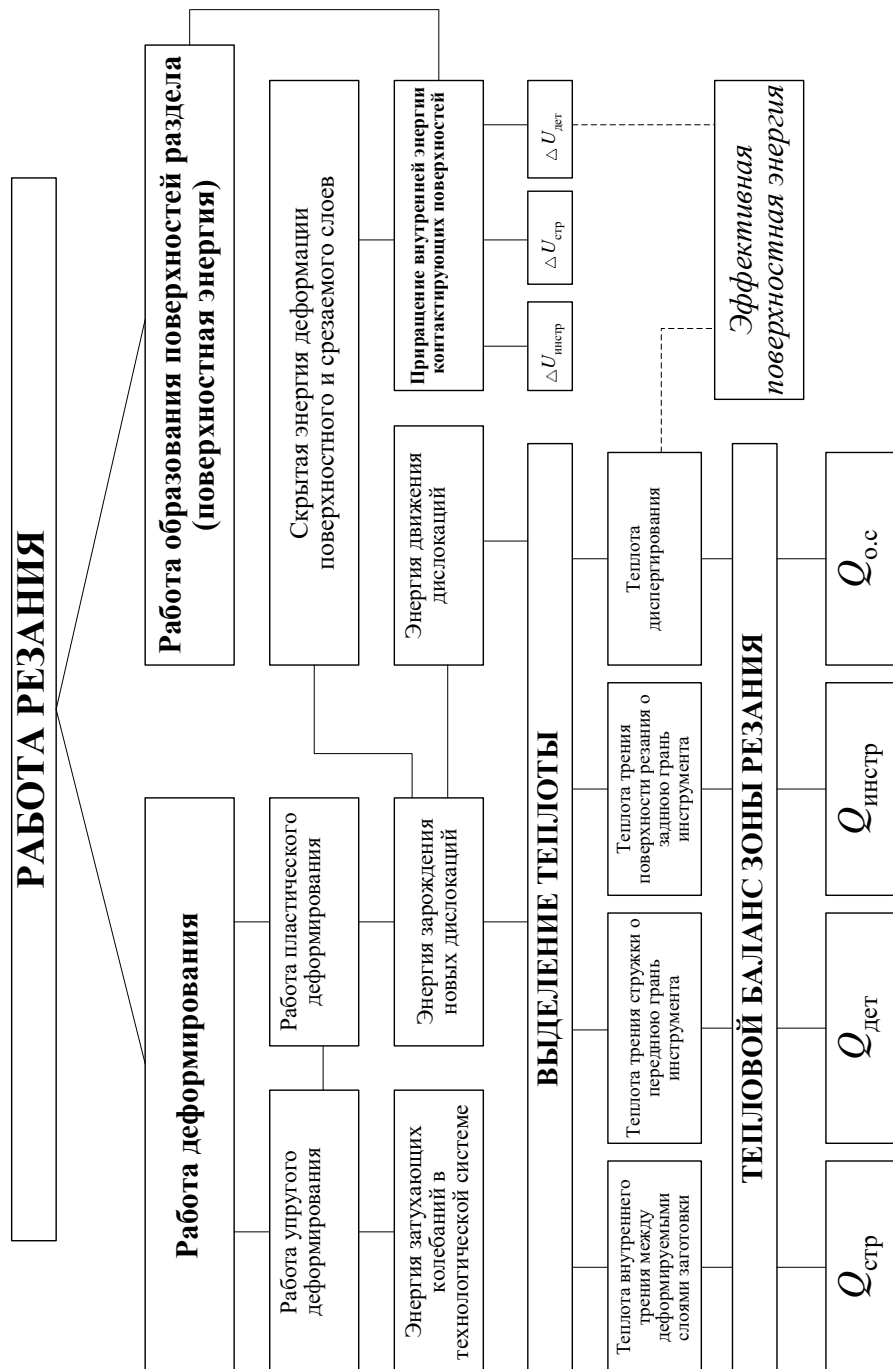 РАБОТА РЕЗАНИЯ
Работа деформирования
Работа образования поверхностей раздела
(поверхностная энергия)
Работа упругого
деформирования
Работа пластического
деформирования
Скрытая энергия деформации
поверхностного и срезаемого слоев
Энергия затухающих
колебаний в
технологической системе
Энергия зарождения
новых дислокаций
Энергия движения
дислокаций
Приращение внутренней энергии
контактирующих поверхностей
△ Uинстр
△ Uстр
△ Uдет
ВЫДЕЛЕНИЕ ТЕПЛОТЫ
Теплота внутреннего
трения между
деформируемыми
слоями заготовки
Теплота трения стружки о
переднюю грань
инструмента
Теплота трения
поверхности резания о
заднюю грань
инструмента
Теплота
диспергирования
Эффективная
поверхностная энергия
ТЕПЛОВОЙ БАЛАНС ЗОНЫ РЕЗАНИЯ
Qстр
Qдет
Qинстр
Qо.с